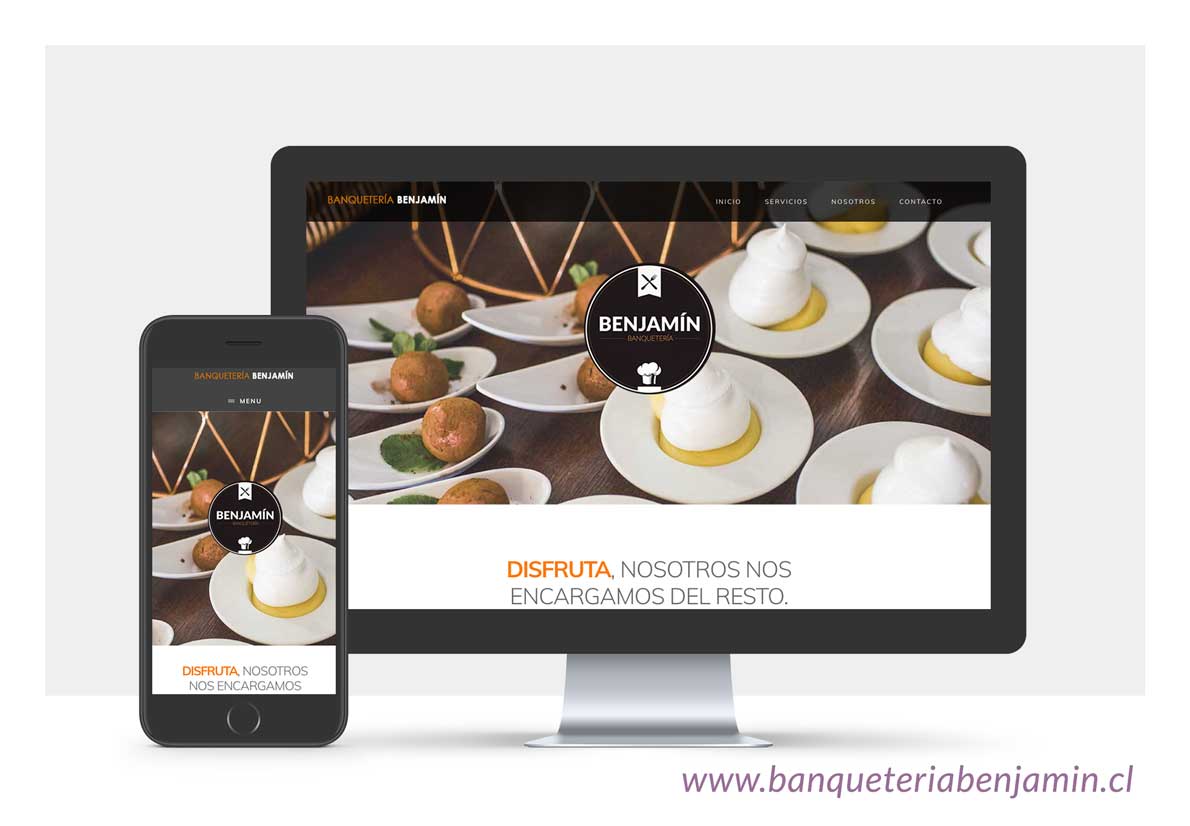 BANQUETERÍA BENJAMÍN
INICIO SERVICIOS NOSOTROS CONTACTO
BENJAMÍN
BANQUETERÍA
DISFRUTA, NOSOTROS NOS
ENCARGAMOS DEL RESTO.
BANQUETERÍA BENJAMÍN
MENU
BENJAMÍN
BANQUETERÍA
DISFRUTA, NOSOTROS
NOS ENCARGAMOS
www.banqueteriabenjamin.cl